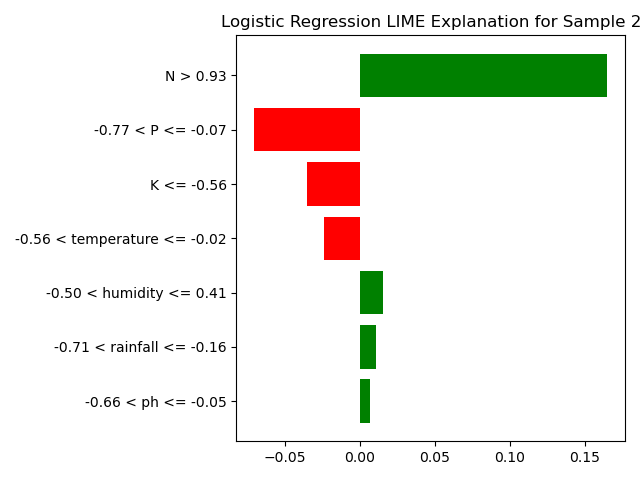 Logistic Regression LIME Explanation for Sample 2
N > 0.93
-0.77 < P <= -0.07
K <= -0.56
-0.56 < temperature <= -0.02
-0.50 < humidity <= 0.41
-0.71 < rainfall <= -0.16
-0.66 < ph <= -0.05
−0.05 0.00 0.05 0.10 0.15